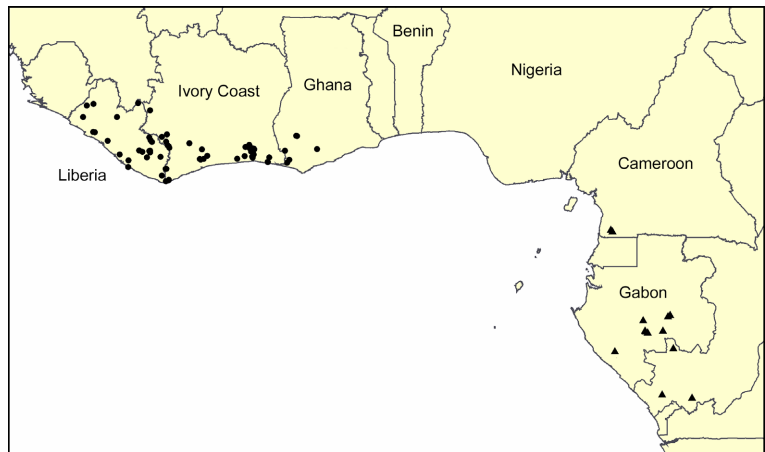 Benin
Nigeria
Ghana
Ivory Coast
Cameroon
Liberia
Gabon